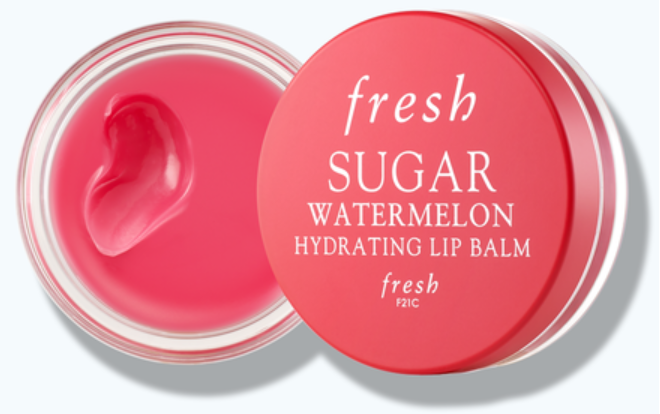 fresh
SUGAR
WATERMELON
HYDRATING LIP BALM
fresh
F21C